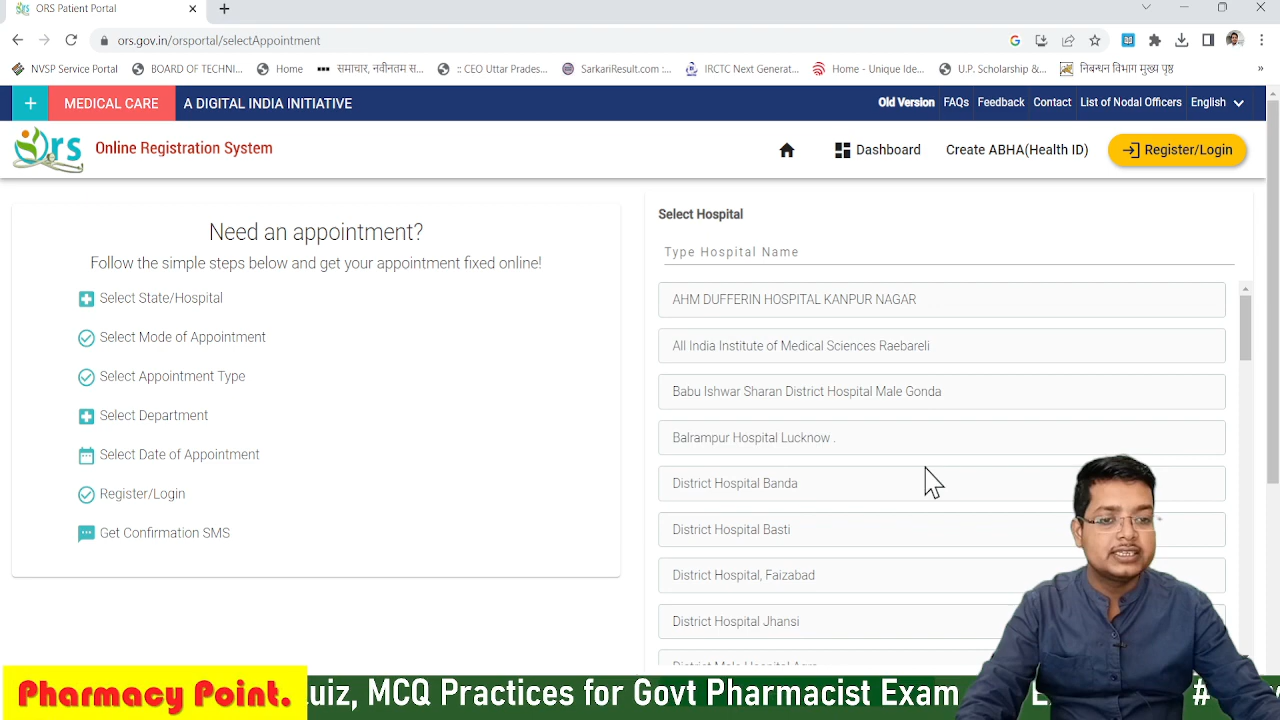 ORS Patient Portal
ors.gov.in/orsportal/selectAppointment
NVSP Service Portal
BOARD OF TECHNI...
Home
समाचार, नवीनतम स...
:: CEO Uttar Prades...
SarkariResult.com :...
IRCTC Next Generat...
Home - Unique Ide...
U.P. Scholarship &...
निबन्धन विभाग मुख्य पृष्ठ
MEDICAL CARE
A DIGITAL INDIA INITIATIVE
Old Version
FAQs
Feedback
Contact
List of Nodal Officers
English
Ors
Online Registration System
Dashboard
Create ABHA(Health ID)
Register/Login
Need an appointment?
Follow the simple steps below and get your appointment fixed online!
Select State/Hospital
Select Mode of Appointment
Select Appointment Type
Select Department
Select Date of Appointment
Register/Login
Get Confirmation SMS
Select Hospital
Type Hospital Name
AHM DUFFERIN HOSPITAL KANPUR NAGAR
All India Institute of Medical Sciences Raebareli
Babu Ishwar Sharan District Hospital Male Gonda
Balrampur Hospital Lucknow .
District Hospital Banda
District Hospital Basti
District Hospital, Faizabad
District Hospital Jhansi
District Male Hospital Agra
Pharmacy Point.
uiz, MCQ Practices for Govt Pharmacist Exam